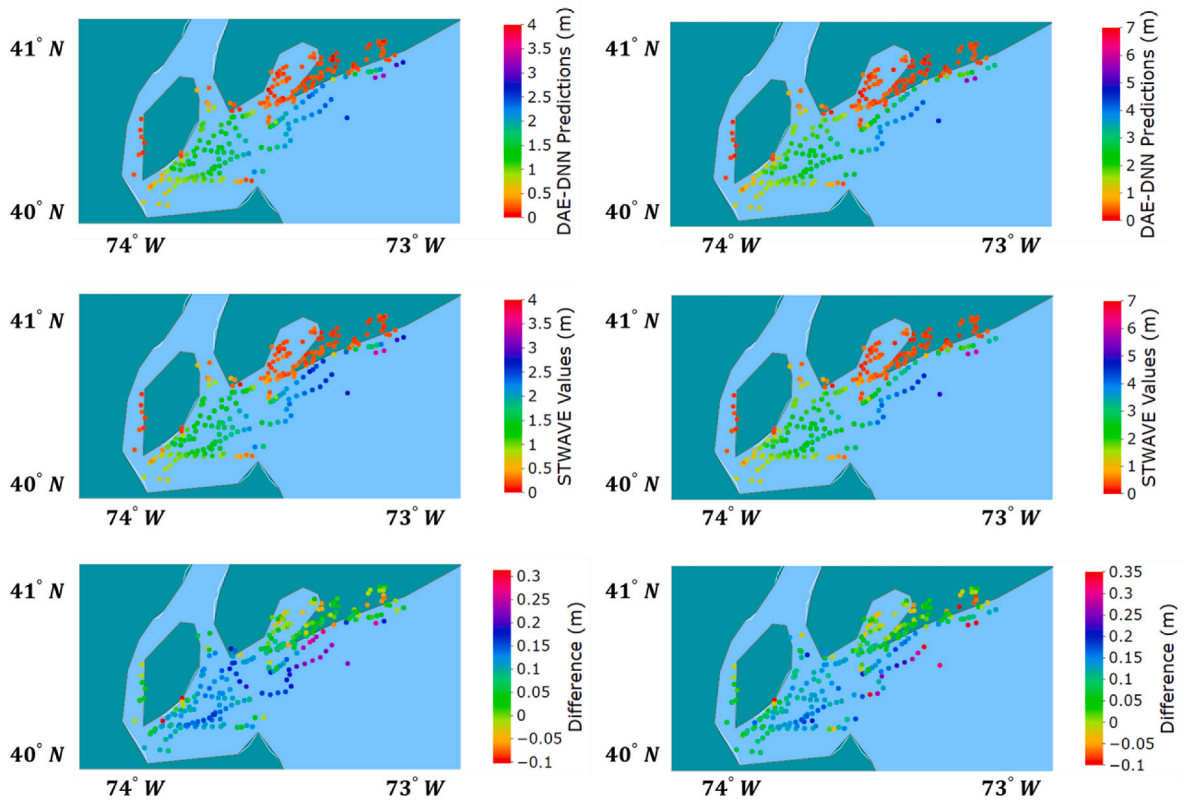 41° N
40° N
74° W
73° W
4
3.5
3
2.5
2
1.5
1
0.5
0
DAE-DNN Predictions (m)
41° N
40° N
74° W
73° W
7
6
5
4
3
2
1
0
DAE-DNN Predictions (m)
41° N
40° N
74° W
73° W
4
3.5
3
2.5
2
1.5
1
0.5
0
STWAVE Values (m)
41° N
40° N
74° W
73° W
7
6
5
4
3
2
1
0
STWAVE Values (m)
41° N
40° N
74° W
73° W
0.3
0.25
0.2
0.15
0.1
0.05
0
−0.05
−0.1
Difference (m)
41° N
40° N
74° W
73° W
0.35
0.3
0.25
0.2
0.15
0.1
0.05
0
−0.05
−0.1
Difference (m)